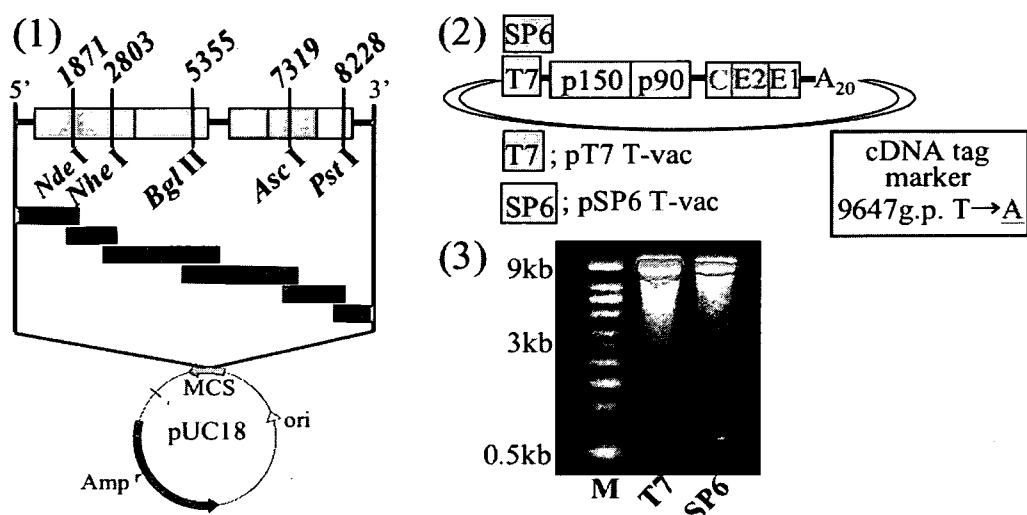 (1)
1871
2803
5355
7319
8228
5'
3'
Nde I
Nhe I
Bgl II
Asc I
Pst I
MCS
pUC18
ori
Amp r
(2)
SP6
T7 p150 p90 C E2 E1 A20
T7 ; pT7 T-vac
SP6 ; pSP6 T-vac
cDNA tag
marker
9647g.p. T→A
(3)
9kb
3kb
0.5kb
M T7 SP6